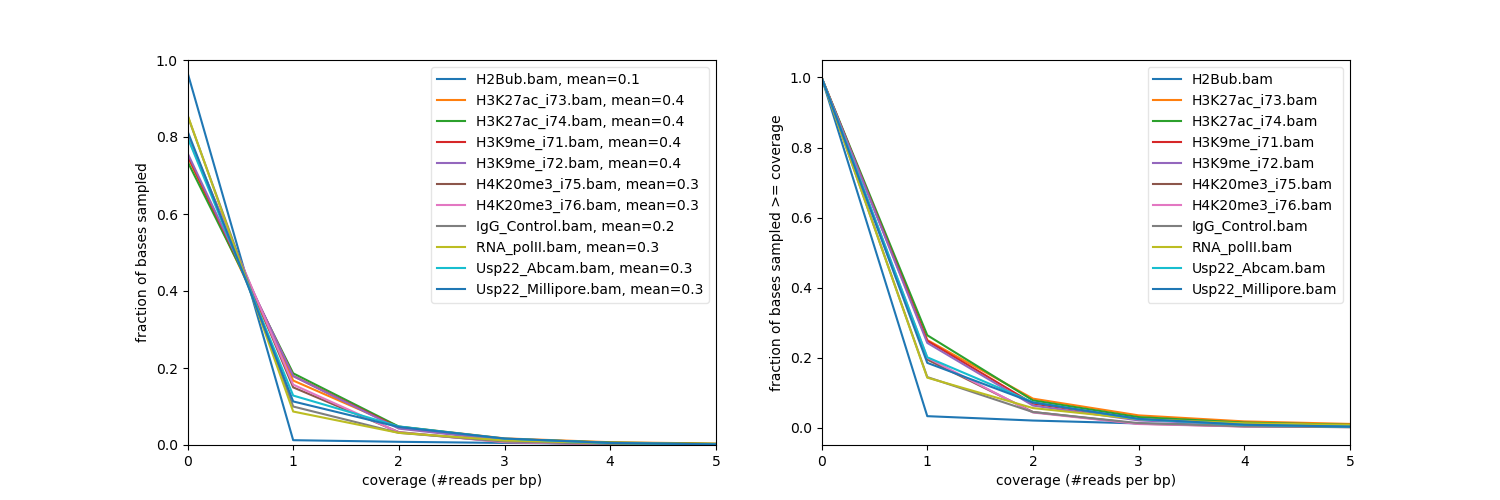 fraction of bases sampled
1.0
0.8
0.6
0.4
0.2
0.0
H2Bub.bam, mean=0.1
H3K27ac_i73.bam, mean=0.4
H3K27ac_i74.bam, mean=0.4
H3K9me_i71.bam, mean=0.4
H3K9me_i72.bam, mean=0.4
H4K20me3_i75.bam, mean=0.3
H4K20me3_i76.bam, mean=0.3
IgG_Control.bam, mean=0.2
RNA_polII.bam, mean=0.3
Usp22_Abcam.bam, mean=0.3
Usp22_Millipore.bam, mean=0.3
0 1 2 3 4 5
coverage (#reads per bp)
fraction of bases sampled >= coverage
1.0
0.8
0.6
0.4
0.2
0.0
H2Bub.bam
H3K27ac_i73.bam
H3K27ac_i74.bam
H3K9me_i71.bam
H3K9me_i72.bam
H4K20me3_i75.bam
H4K20me3_i76.bam
IgG_Control.bam
RNA_polII.bam
Usp22_Abcam.bam
Usp22_Millipore.bam
0 1 2 3 4 5
coverage (#reads per bp)